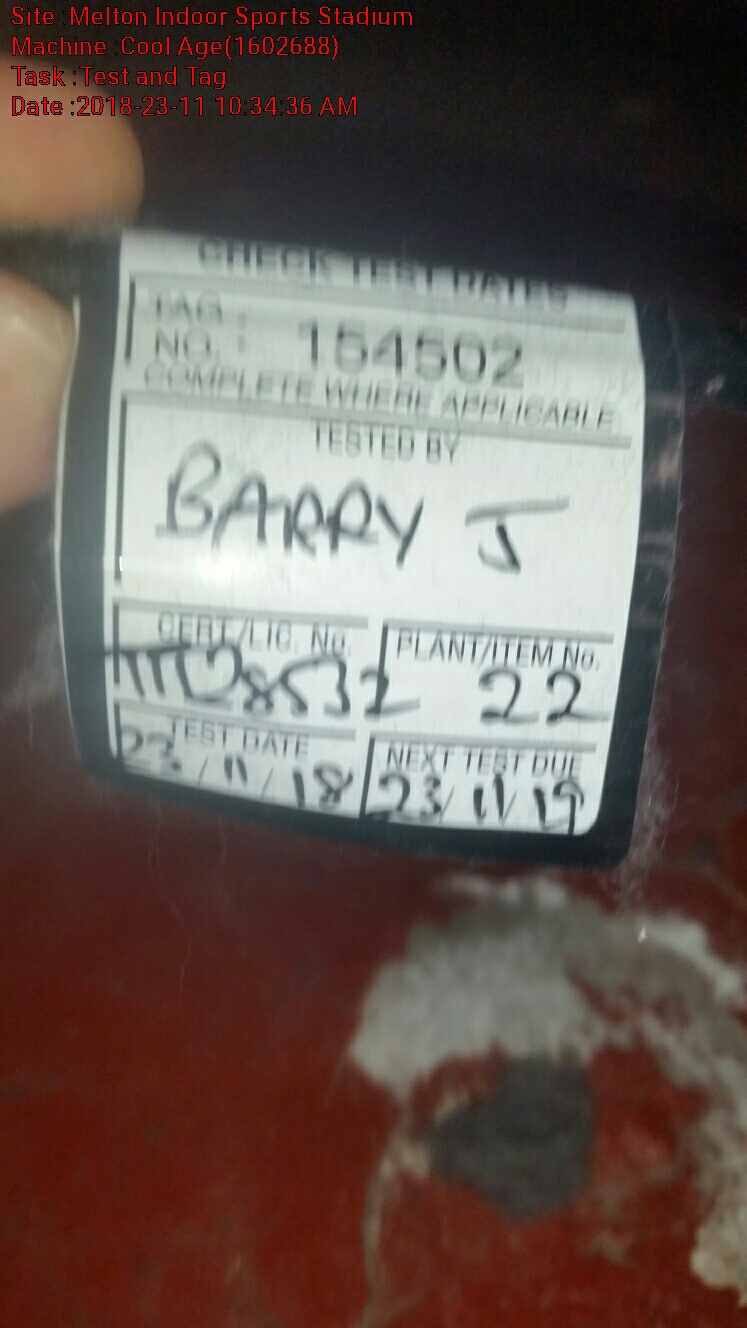 Site :Melton Indoor Sports Stadium
Machine :Cool Age(1602688)
Task :Test and Tag
Date :2018-23-11 10:34:36 AM
CHECK TEST DATES
TAG NO. : 154502
COMPLETE WHERE APPLICABLE
TESTED BY
BARRY J
CERT/LIC. No. PLANT/ITEM No.
TTD8532 22
TEST DATE NEXT TEST DUE
23/11/18 23/11/19